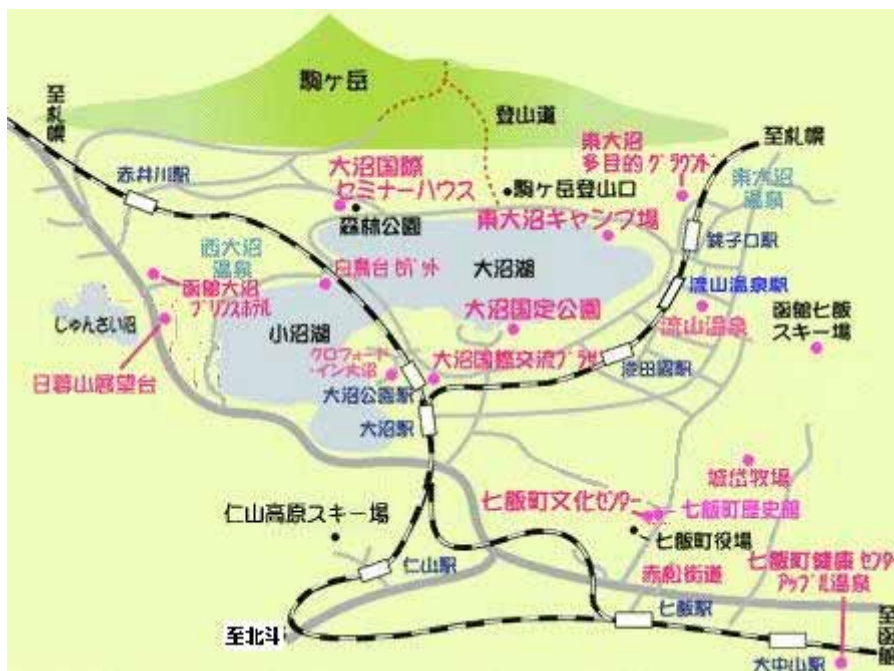 駒ヶ岳
至札幌
登山道
東大沼
多目的グラウンド
至札幌
赤井川駅
大沼国際
セミナーハウス
駒ヶ岳登山口
東大沼
温泉
森林公園
東大沼キャンプ場
銚子口駅
西大沼
温泉
白鳥台セバット
大沼湖
流山温泉駅
函館大沼
プリンスホテル
大沼国定公園
流山温泉
函館七飯
スキー場
じゅんさい沼
小沼湖
日暮山展望台
クロフォード
・イン大沼
大沼国際交流プラザ
池田園駅
大沼公園駅
大沼駅
城岱牧場
七飯町文化センター
七飯町歴史館
仁山高原スキー場
七飯町役場
仁山駅
赤松街道
七飯町健康センター
アップル温泉
七飯駅
至北斗
至函館
大中山駅